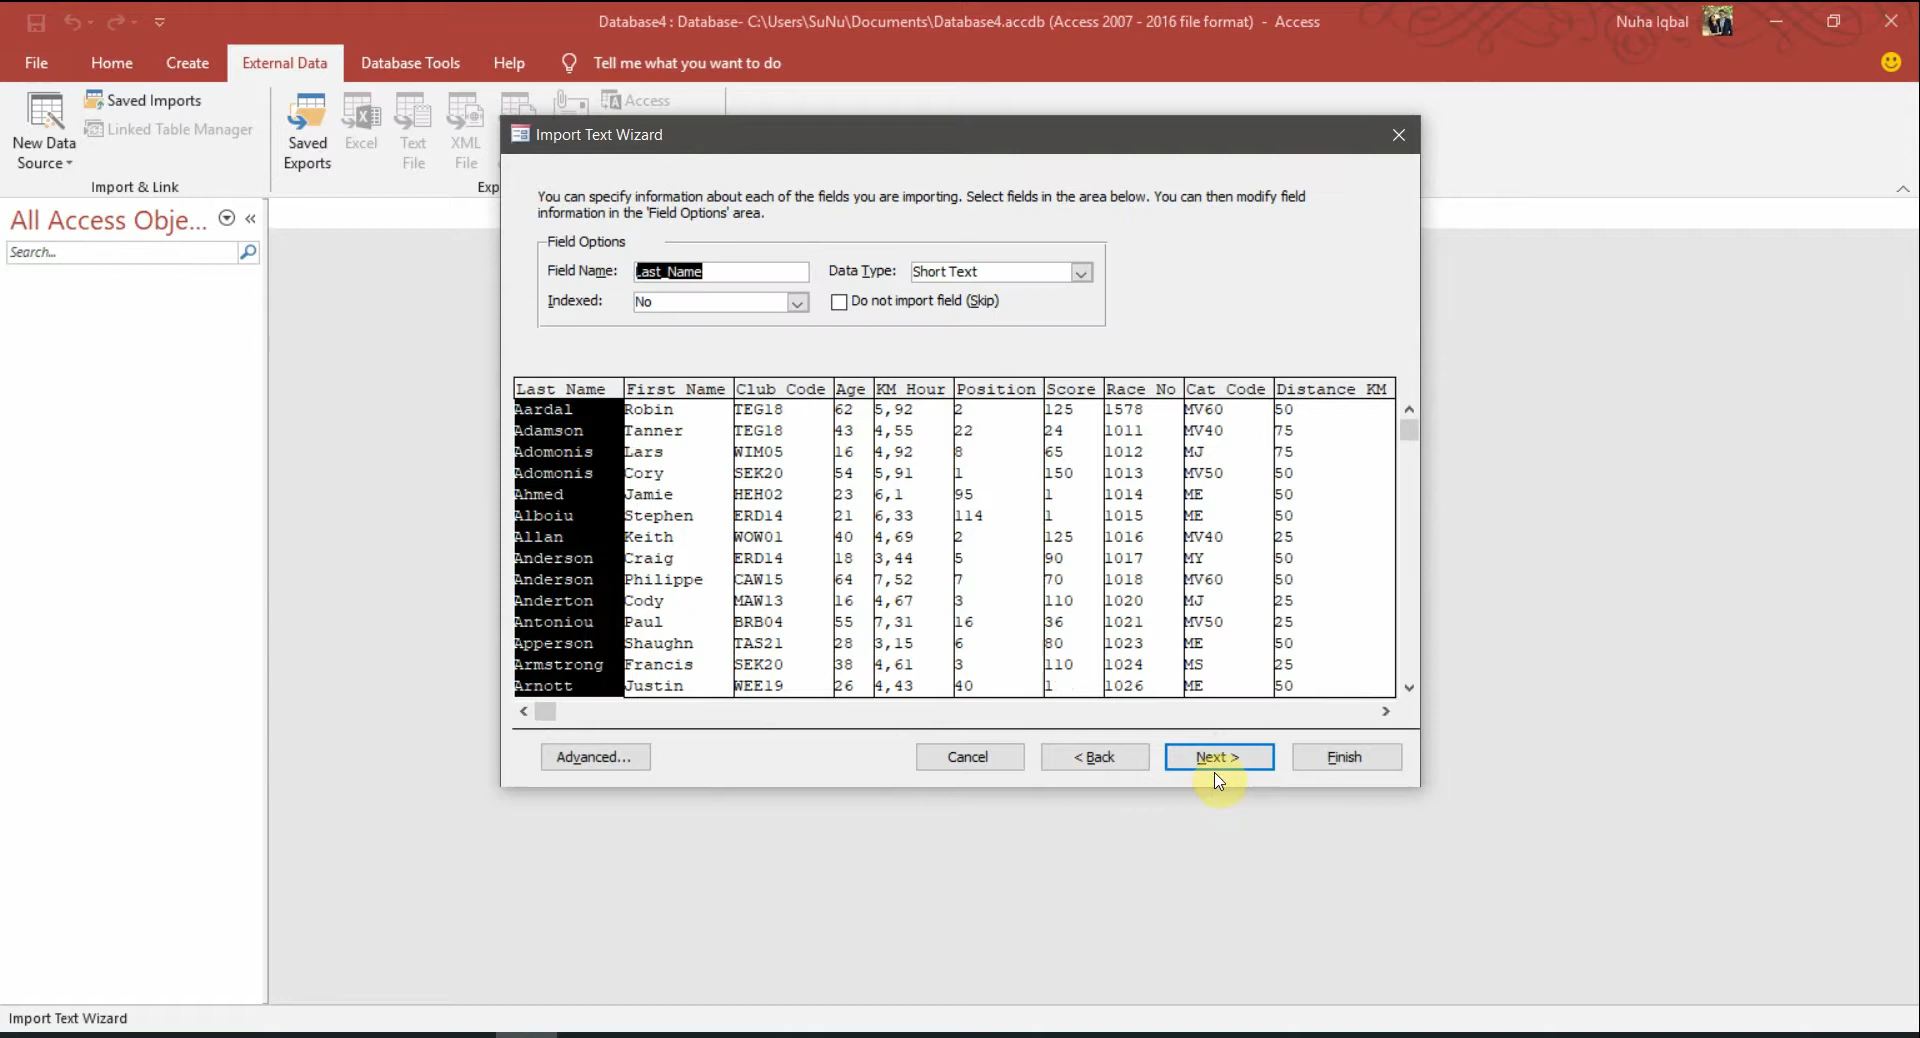 Database4 : Database- C:\Users\SuNu\Documents\Database4.accdb (Access 2007 - 2016 file format) - Access
Nuha Iqbal
File Home Create External Data Database Tools Help Tell me what you want to do
New Data Source
Saved Imports
Linked Table Manager
Import & Link
Saved Exports
Excel
Text File
XML File
Access
Exp
All Access Obje...
Search...
Import Text Wizard
You can specify information about each of the fields you are importing. Select fields in the area below. You can then modify field
information in the 'Field Options' area.
Field Options
Field Name: Last_Name Data Type: Short Text
Indexed: No Do not import field (Skip)
Last Name First Name Club Code Age KM Hour Position Score Race No Cat Code Distance KM
Aardal Robin TEG18 62 5,92 2 125 1578 MV60 50
Adamson Tanner TEG18 43 4,55 22 24 1011 MV40 75
Adomonis Lars WIM05 16 4,92 8 65 1012 MJ 75
Adomonis Cory SEK20 54 5,91 1 150 1013 MV50 50
Ahmed Jamie HEH02 23 6,1 95 1 1014 ME 50
Alboiu Stephen ERD14 21 6,33 114 1 1015 ME 50
Allan Keith WOW01 40 4,69 2 125 1016 MV40 25
Anderson Craig ERD14 18 3,44 5 90 1017 MY 50
Anderson Philippe CAW15 64 7,52 7 70 1018 MV60 50
Anderton Cody MAW13 16 4,67 3 110 1020 MJ 25
Antoniou Paul BRB04 55 7,31 16 36 1021 MV50 25
Apperson Shaughn TAS21 28 3,15 6 80 1023 ME 50
Armstrong Francis SEK20 38 4,61 3 110 1024 MS 25
Arnott Justin WEE19 26 4,43 40 1 1026 ME 50
Advanced... Cancel < Back Next > Finish
Import Text Wizard